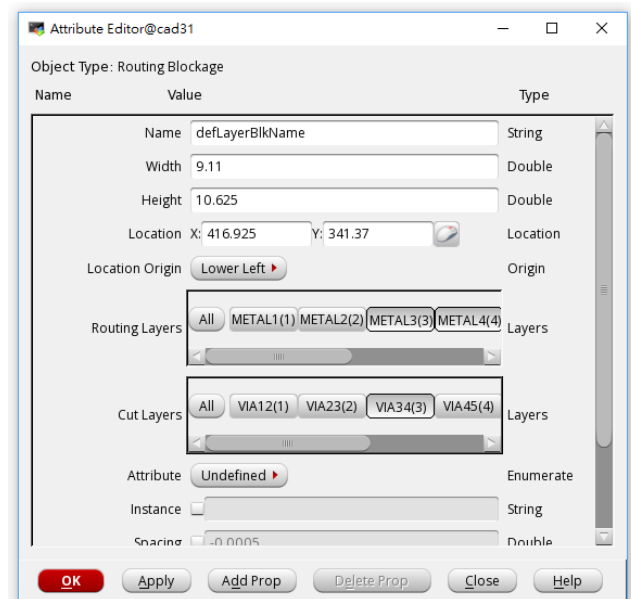 Attribute Editor@cad31
Object Type: Routing Blockage
Name Value Type
Name defLayerBlkName String
Width 9.11 Double
Height 10.625 Double
Location X: 416.925 Y: 341.37 Location
Location Origin Lower Left Origin
Routing Layers All METAL1(1) METAL2(2) METAL3(3) METAL4(4) Layers
Cut Layers All VIA12(1) VIA23(2) VIA34(3) VIA45(4) Layers
Attribute Undefined Enumerate
Instance String
Spacing -0.0005 Double
OK Apply Add Prop Delete Prop Close Help